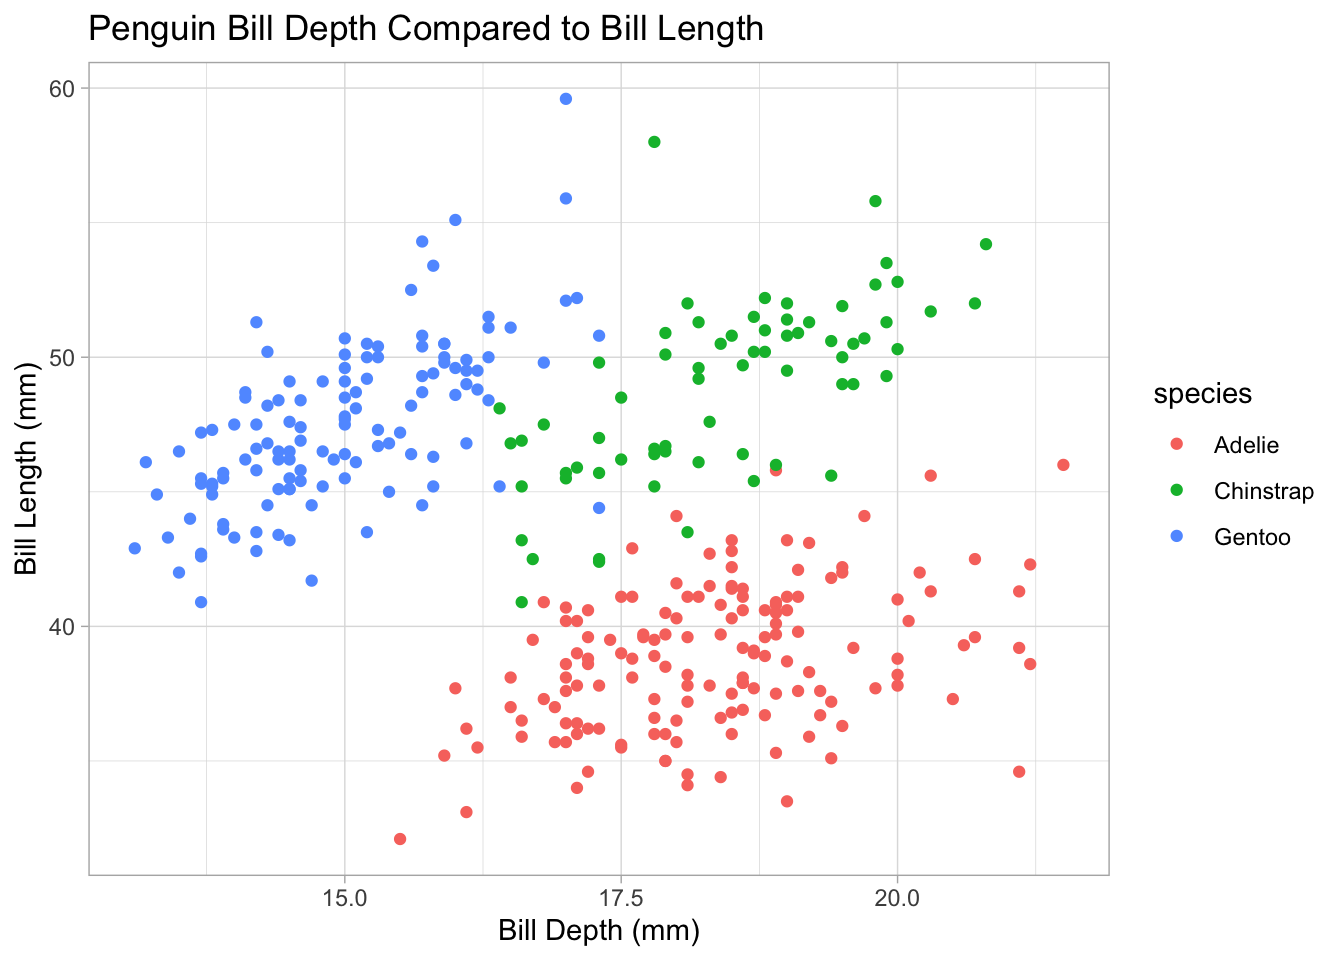 Penguin Bill Depth Compared to Bill Length
60
50
40
Bill Length (mm)
15.0
17.5
20.0
Bill Depth (mm)
species
Adelie
Chinstrap
Gentoo